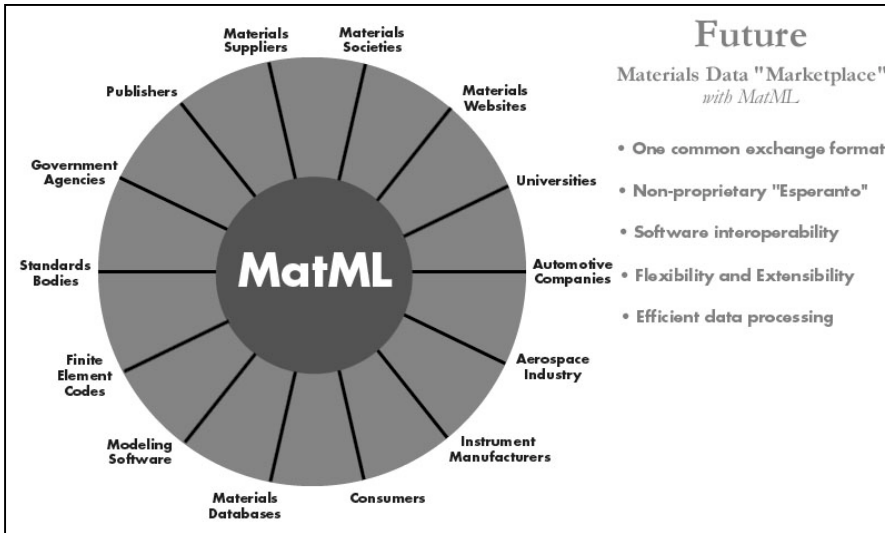 Materials
Suppliers
Materials
Societies
Materials
Websites
Universities
Automotive
Companies
Aerospace
Industry
Instrument
Manufacturers
Consumers
Materials
Databases
Modeling
Software
Finite
Element
Codes
Standards
Bodies
Government
Agencies
Publishers
MatML
Future
Materials Data "Marketplace"
with MatML
• One common exchange format
• Non-proprietary "Esperanto"
• Software interoperability
• Flexibility and Extensibility
• Efficient data processing